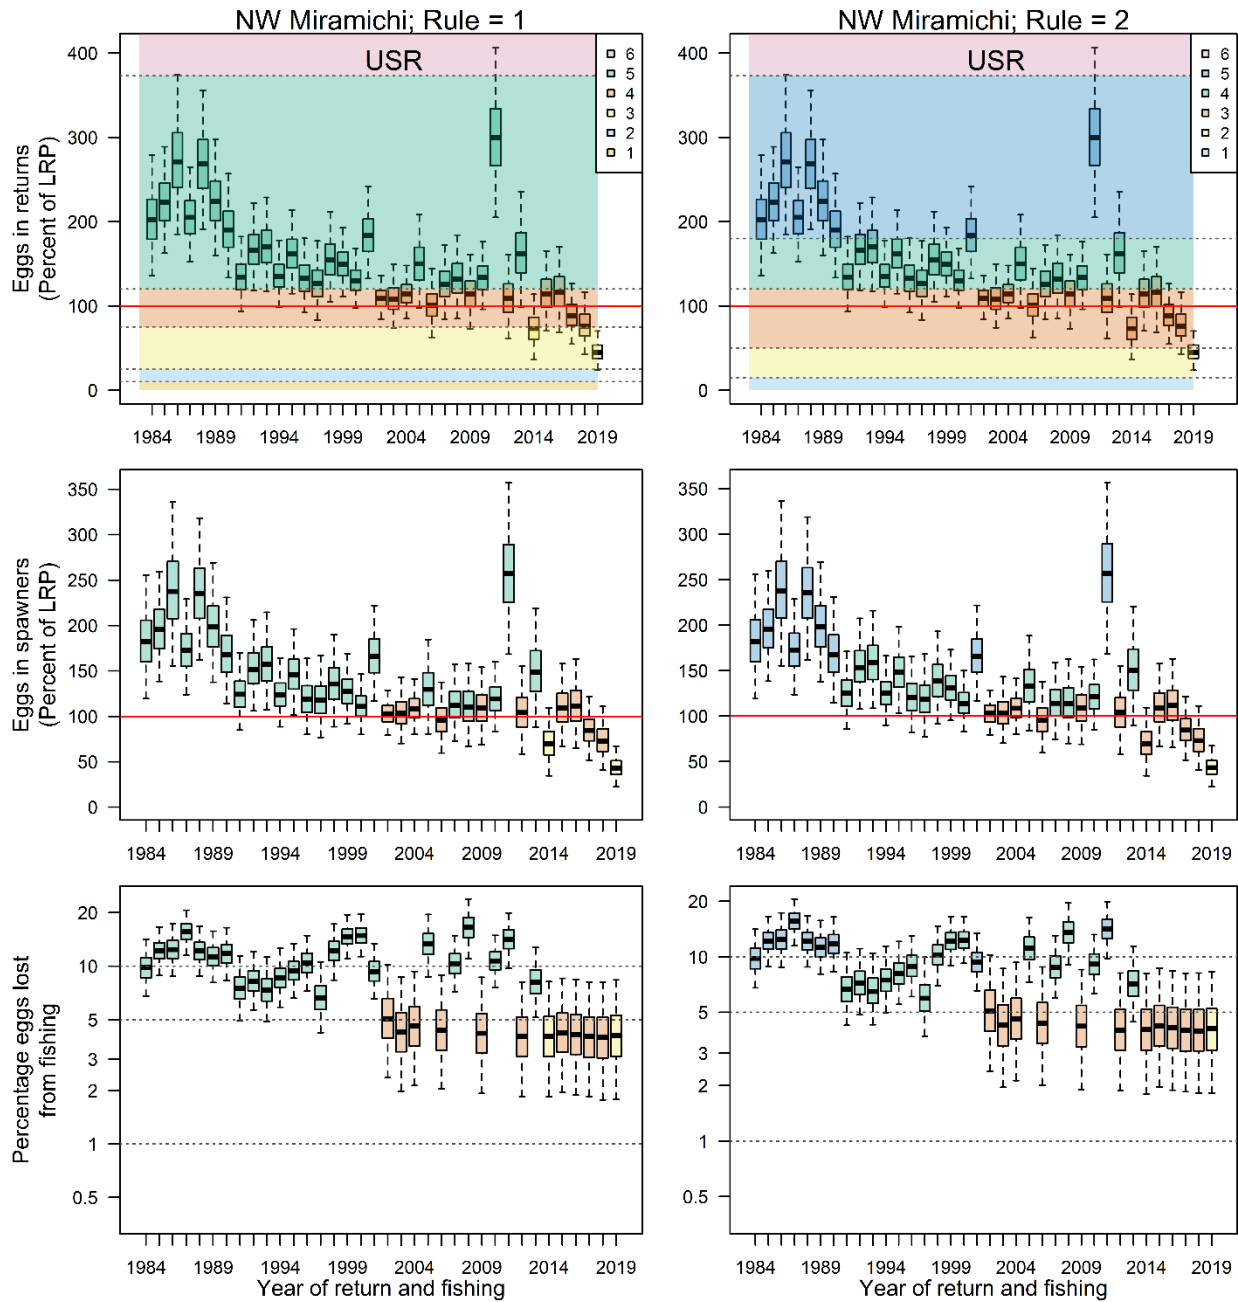 NW Miramichi; Rule = 1
NW Miramichi; Rule = 2
Eggs in returns
(Percent of LRP)
400
300
200
100
0
USR
6
5
4
3
2
1
1984 1989 1994 1999 2004 2009 2014 2019
400
300
200
100
0
USR
6
5
4
3
2
1
1984 1989 1994 1999 2004 2009 2014 2019
Eggs in spawners
(Percent of LRP)
350
300
250
200
150
100
50
0
1984 1989 1994 1999 2004 2009 2014 2019
350
300
250
200
150
100
50
0
1984 1989 1994 1999 2004 2009 2014 2019
Percentage eggs lost
from fishing
20
10
5
3
2
1
0.5
1984 1989 1994 1999 2004 2009 2014 2019
Year of return and fishing
20
10
5
3
2
1
0.5
1984 1989 1994 1999 2004 2009 2014 2019
Year of return and fishing